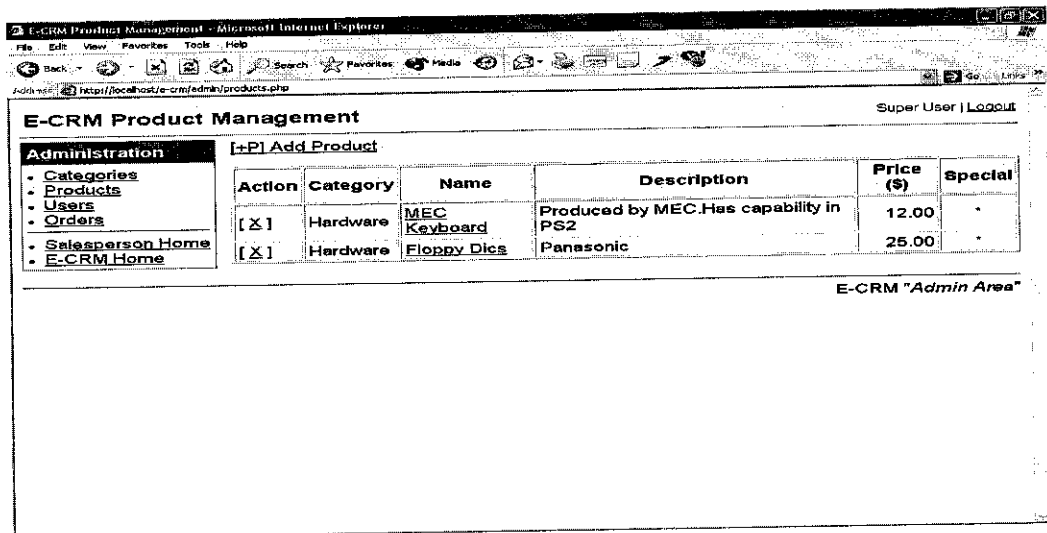 E-CRM Product Management - Microsoft Internet Explorer
File Edit View Favorites Tools Help
Back Search Favorites Media
Address http://localhost/e-crm/admin/products.php Go Links
E-CRM Product Management
Super User | Logout
Administration
• Categories
• Products
• Users
• Orders
• Salesperson Home
• E-CRM Home
[+P] Add Product
Action Category Name Description Price ($) Special
[ X ] Hardware MEC Keyboard Produced by MEC.Has capability in PS2 12.00 *
[ X ] Hardware Floppy Dics Panasonic 25.00 *
E-CRM "Admin Area"